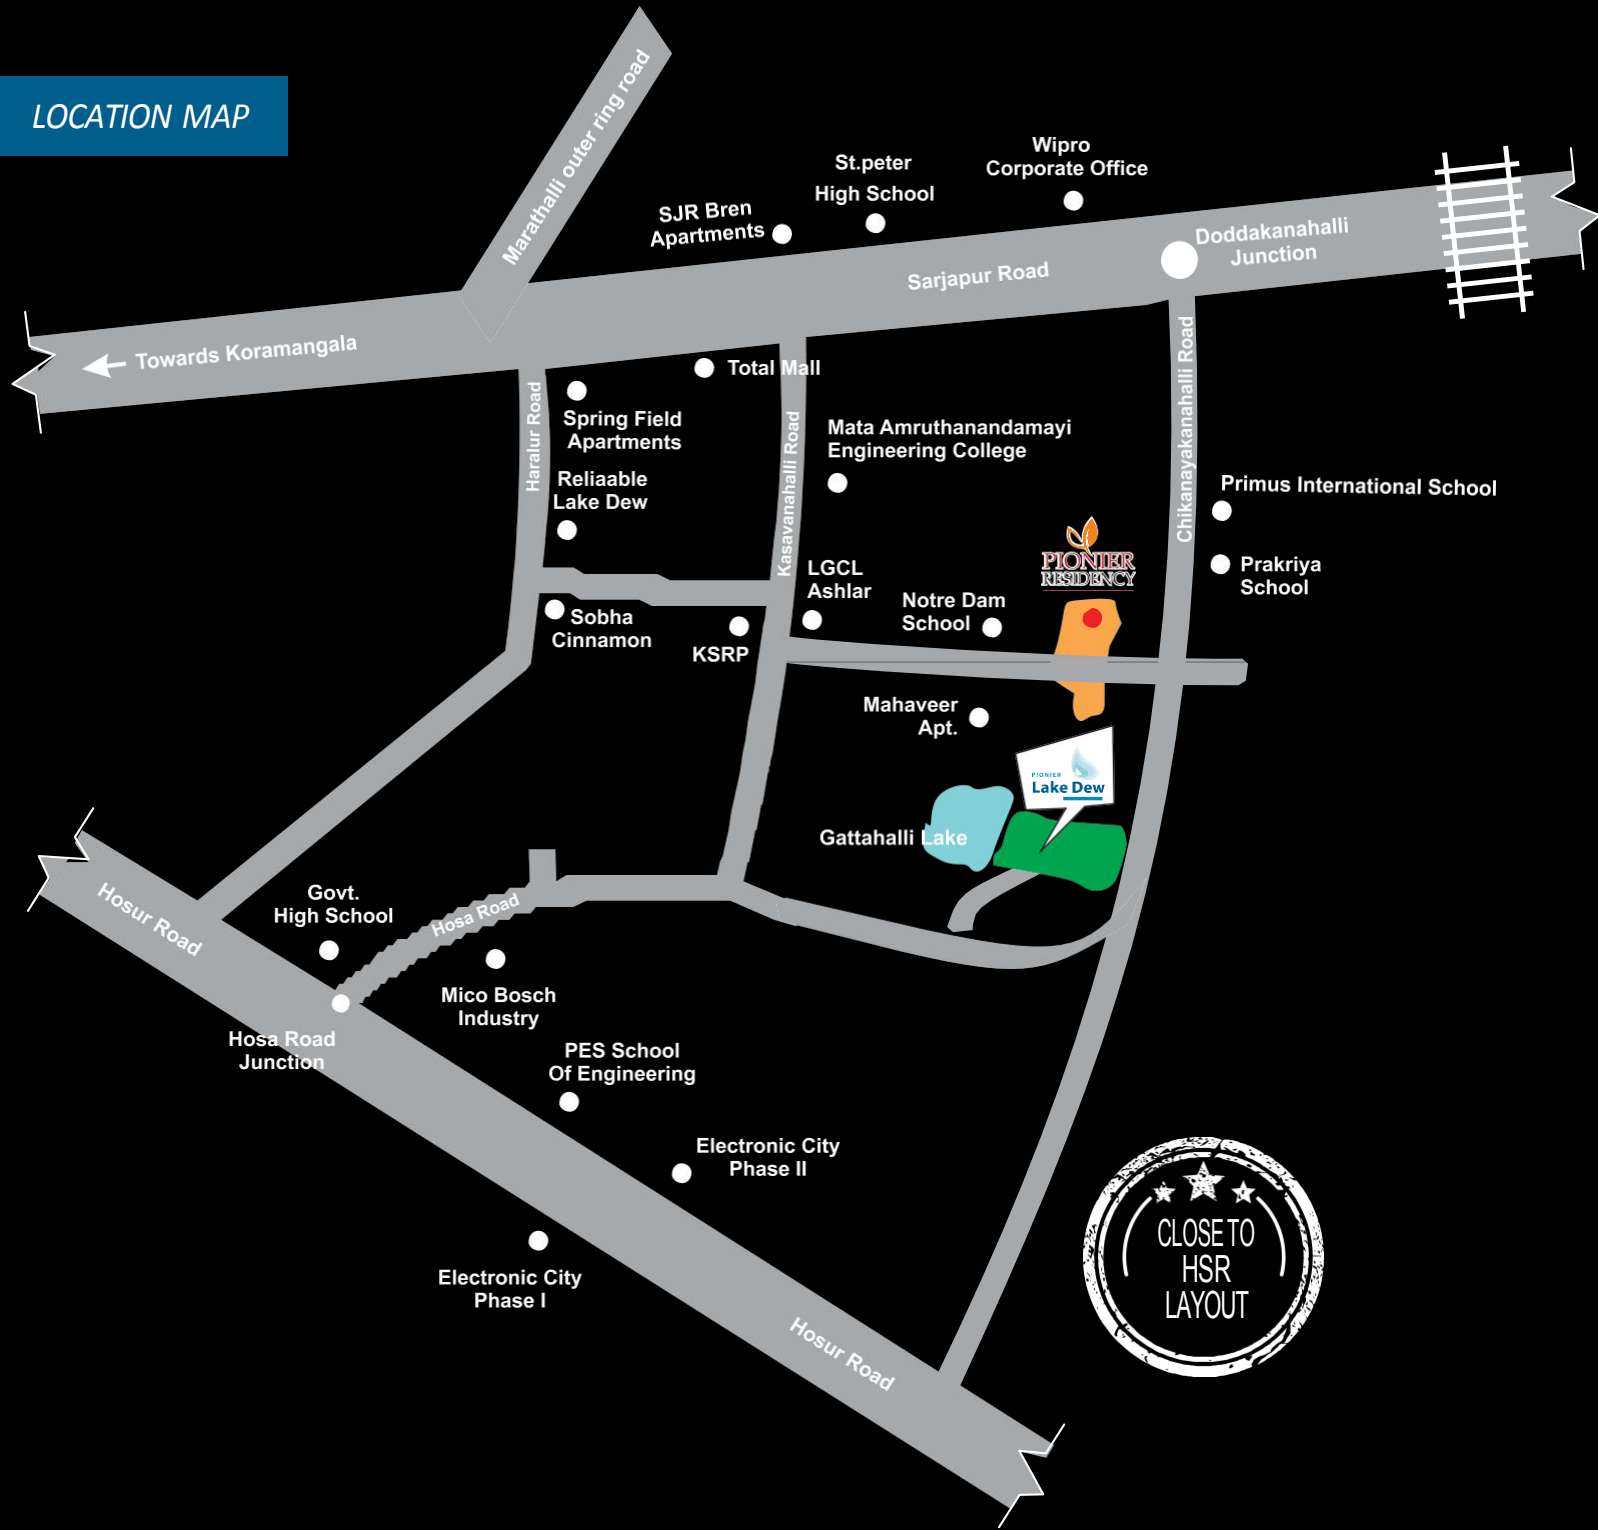 LOCATION MAP
Marathalli outer ring road
Wipro
Corporate Office
St.peter
High School
SJR Bren
Apartments
Doddakanahalli
Junction
Sarjapur Road
Towards Koramangala
Total Mall
Haralur Road
Spring Field
Apartments
Kasavanahalli Road
Mata Amruthanandamayi
Engineering College
Chikanayakanahalli Road
Reliaable
Lake Dew
Primus International School
PIONIER
RESIDENCY
Prakriya
School
LGCL
Ashlar
Notre Dam
School
Sobha
Cinnamon
KSRP
Mahaveer
Apt.
PIONIER
Lake Dew
Gattahalli Lake
Hosur Road
Govt.
High School
Hosa Road
Mico Bosch
Industry
Hosa Road
Junction
PES School
Of Engineering
Electronic City
Phase II
Electronic City
Phase I
Hosur Road
CLOSE TO
HSR
LAYOUT